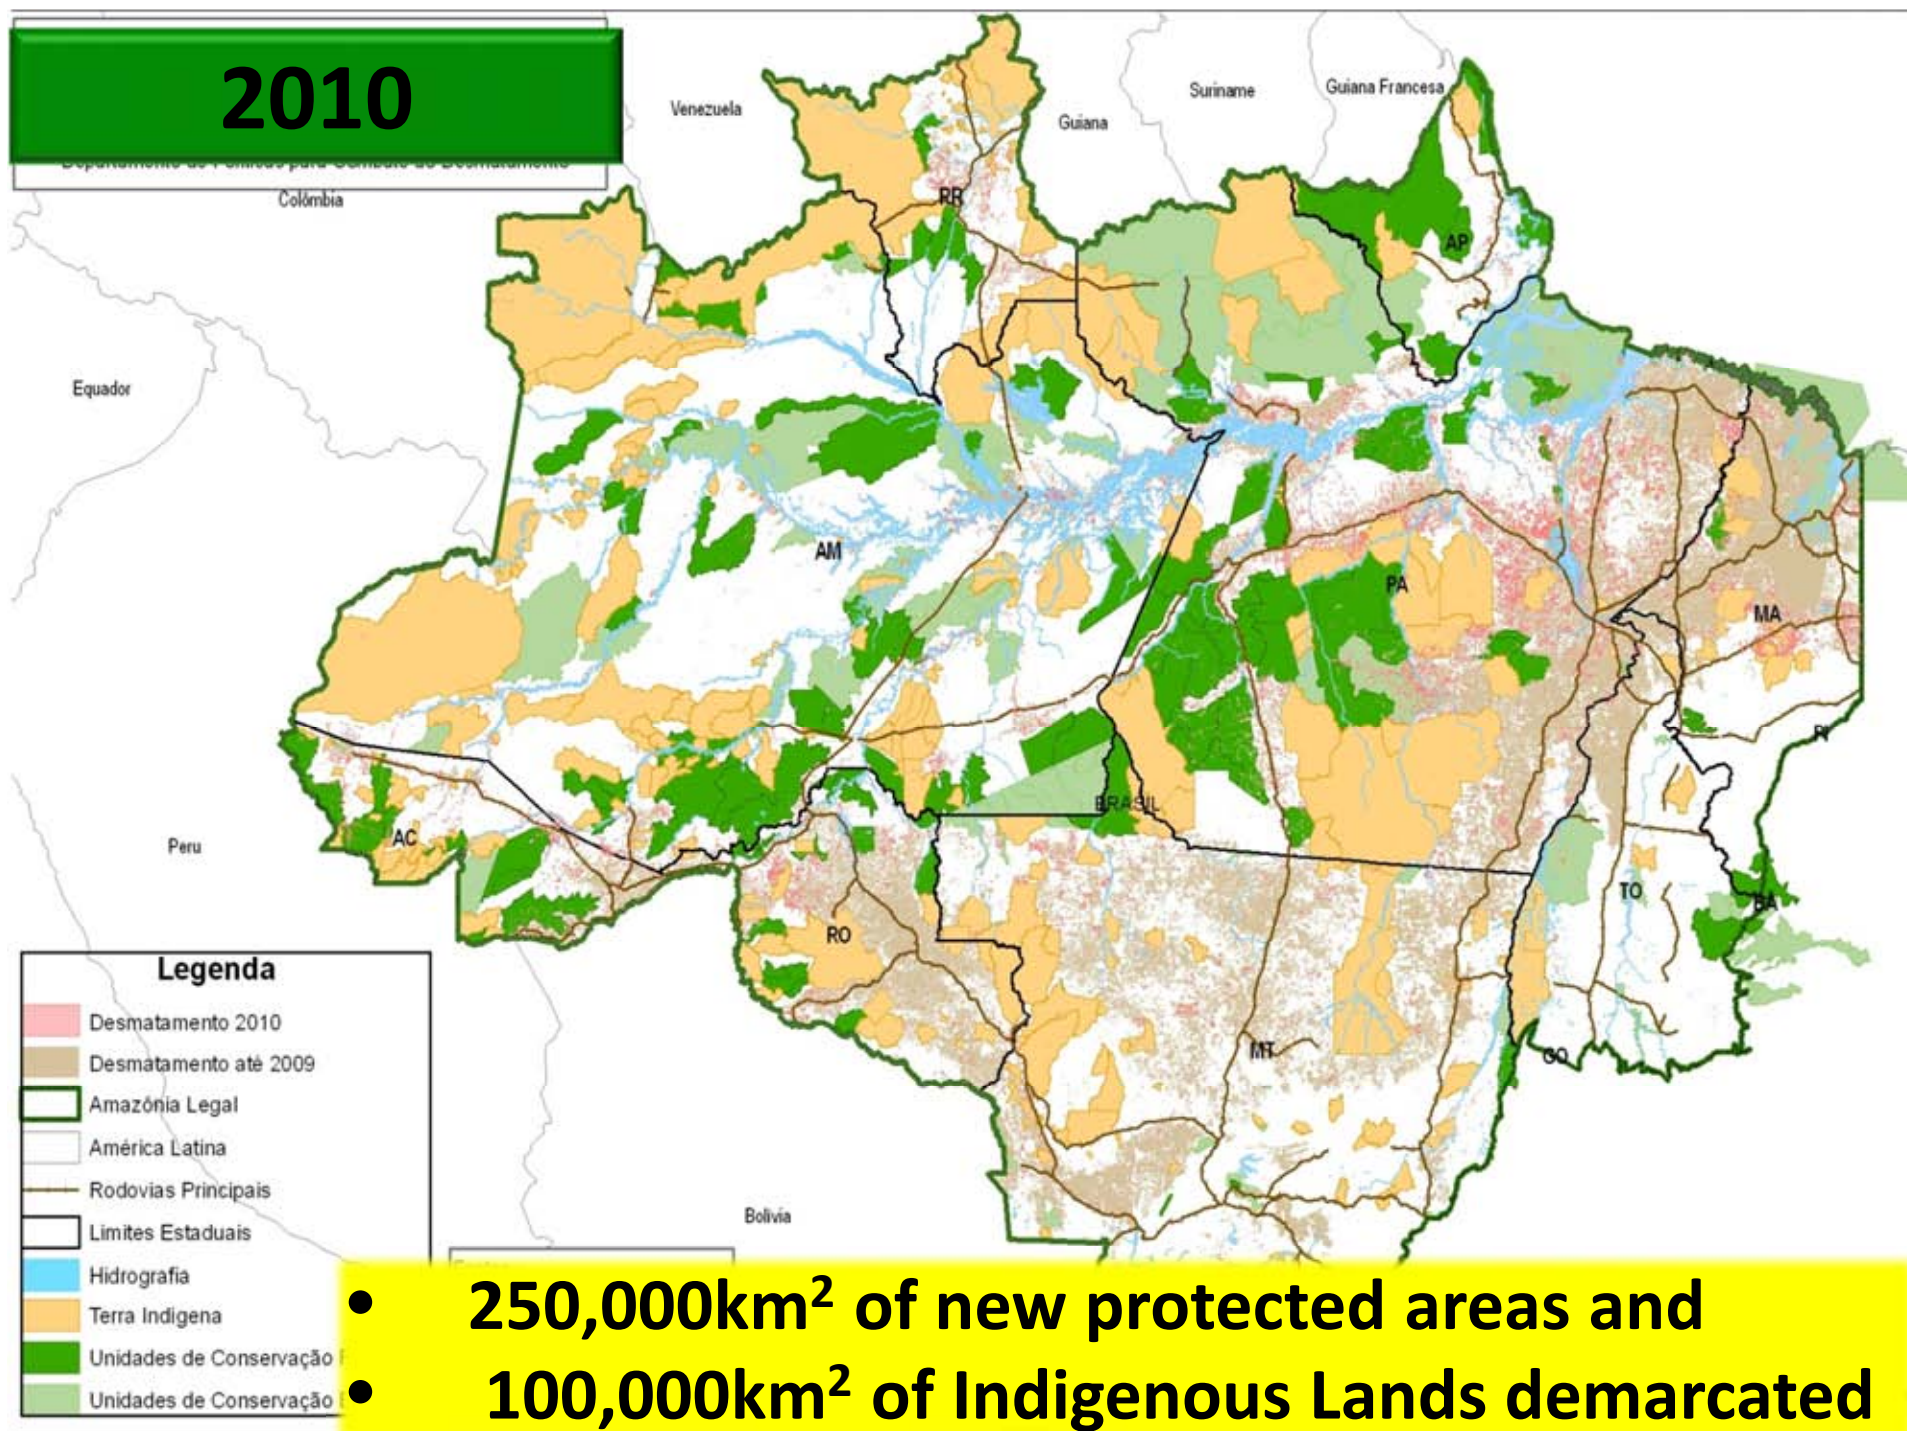 2010
Venezuela
Suriname
Guiana Francesa
Guiana
Colômbia
RR
AP
Equador
AM
PA
MA
PI
BRASIL
Peru
AC
TO
BA
RO
MT
GO
Bolívia
Legenda
Desmatamento 2010
Desmatamento até 2009
Amazônia Legal
América Latina
Rodovias Principais
Limites Estaduais
Hidrografia
Terra Indigena
Unidades de Conservação
Unidades de Conservação
• 250,000km² of new protected areas and
• 100,000km² of Indigenous Lands demarcated